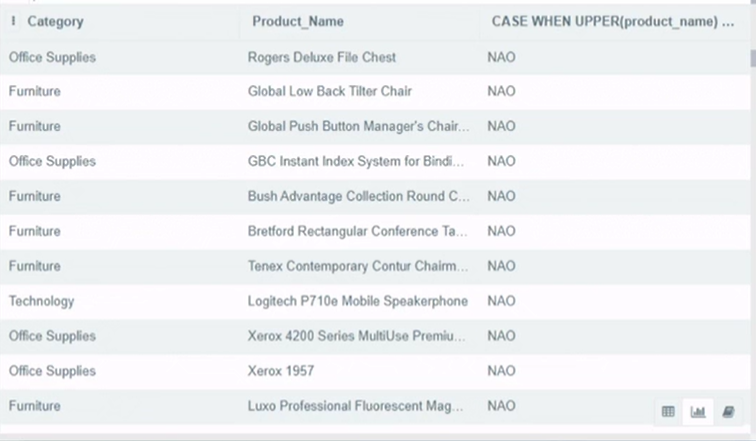 Category Product_Name CASE WHEN UPPER(product_name) ...
Office Supplies Rogers Deluxe File Chest NAO
Furniture Global Low Back Tilter Chair NAO
Furniture Global Push Button Manager's Chair... NAO
Office Supplies GBC Instant Index System for Bindi... NAO
Furniture Bush Advantage Collection Round C... NAO
Furniture Bretford Rectangular Conference Ta... NAO
Furniture Tenex Contemporary Contur Chairm... NAO
Technology Logitech P710e Mobile Speakerphone NAO
Office Supplies Xerox 4200 Series MultiUse Premiu... NAO
Office Supplies Xerox 1957 NAO
Furniture Luxo Professional Fluorescent Mag... NAO